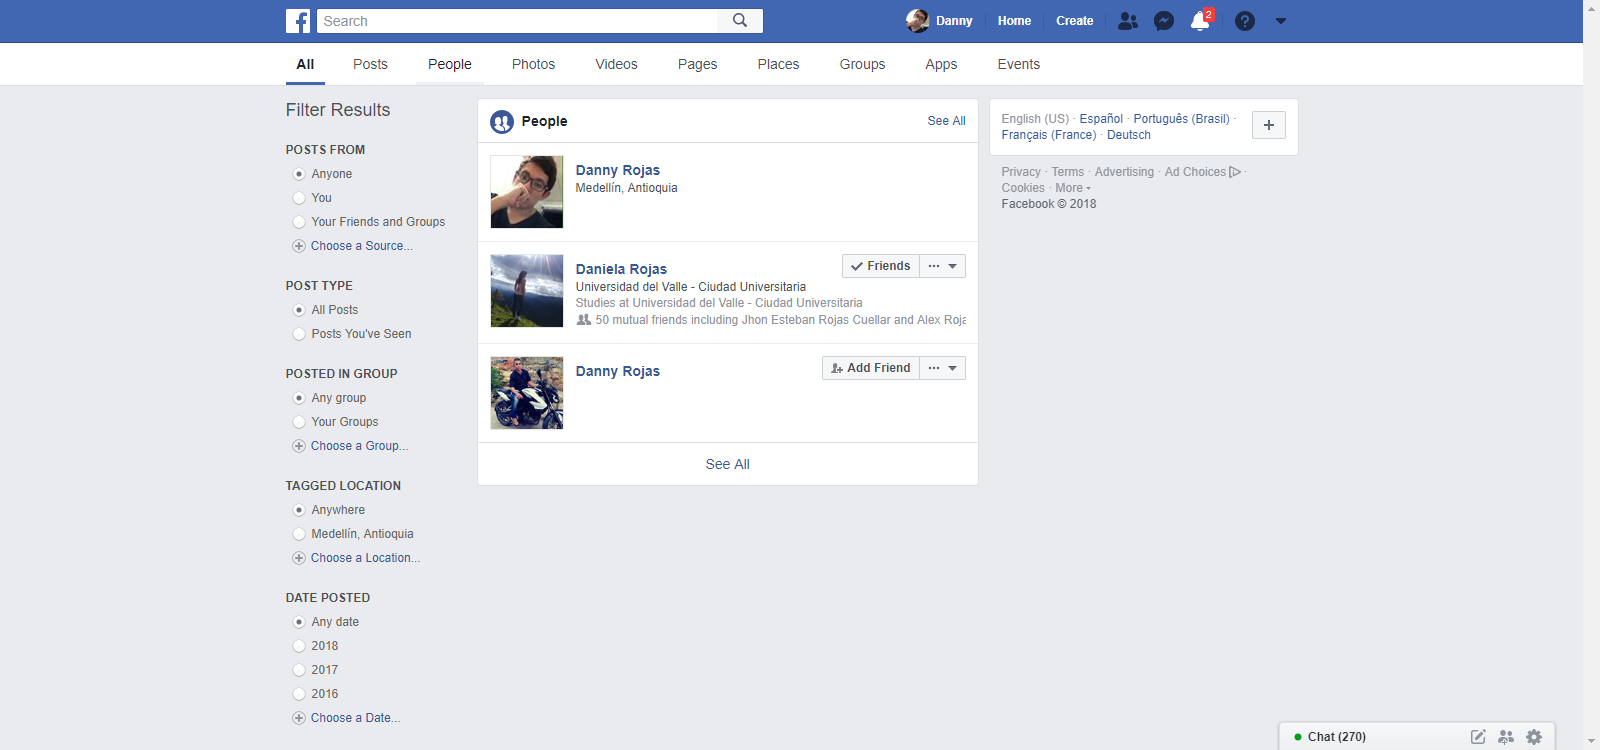 Search
Danny
Home
Create
2
All
Posts
People
Photos
Videos
Pages
Places
Groups
Apps
Events
Filter Results
POSTS FROM
Anyone
You
Your Friends and Groups
Choose a Source...
POST TYPE
All Posts
Posts You've Seen
POSTED IN GROUP
Any group
Your Groups
Choose a Group...
TAGGED LOCATION
Anywhere
Medellín, Antioquia
Choose a Location...
DATE POSTED
Any date
2018
2017
2016
Choose a Date...
People
See All
Danny Rojas
Medellín, Antioquia
Daniela Rojas
Friends
Universidad del Valle - Ciudad Universitaria
Studies at Universidad del Valle - Ciudad Universitaria
50 mutual friends including Jhon Esteban Rojas Cuellar and Alex Roja
Danny Rojas
Add Friend
See All
English (US) · Español · Português (Brasil) ·
Français (France) · Deutsch
Privacy · Terms · Advertising · Ad Choices ·
Cookies · More
Facebook © 2018
Chat (270)